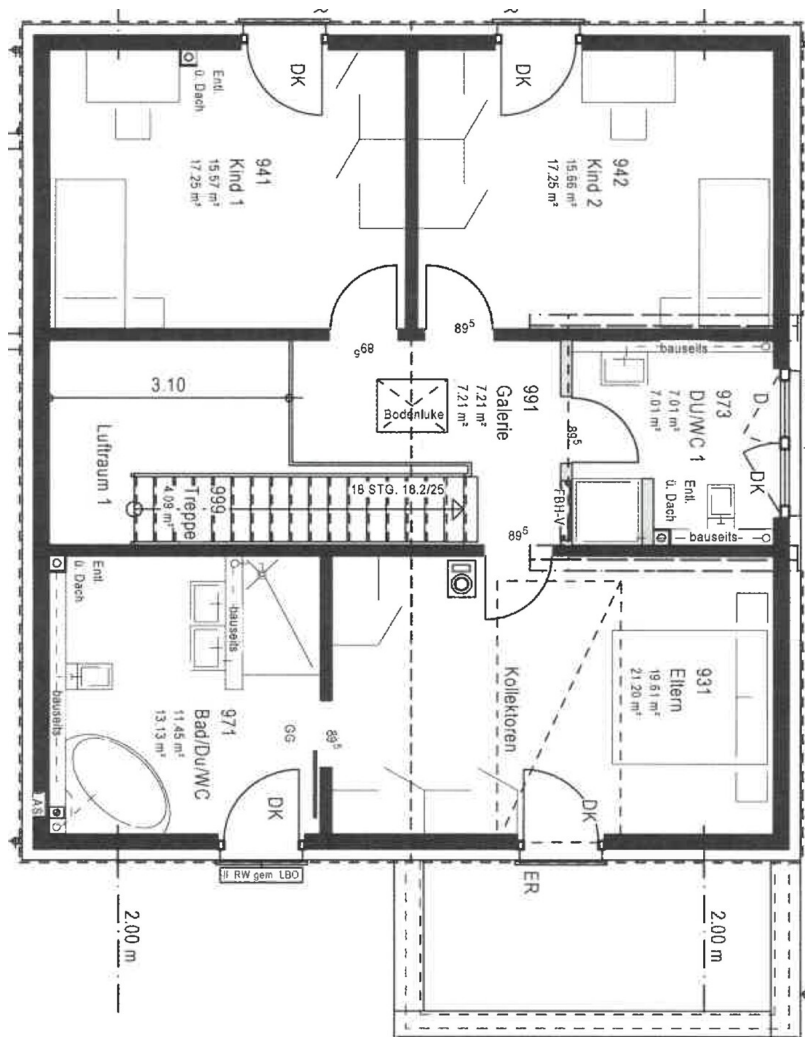 DK
DK
Entl.
ü. Dach
941
Kind 1
15.57 m²
17.25 m²
942
Kind 2
15.66 m²
17.25 m²
89⁵
89⁵
bauseits
3.10
Bodenluke
991
Galerie
7.21 m²
7.21 m²
973
DU/WC 1
7.01 m²
7.01 m²
D
DK
89⁵
Luftraum 1
999
Treppe
4.09 m²
18 STG. 18.2/25
FBH-V
Entl.
ü. Dach
bauseits
89⁵
Entl.
ü. Dach
bauseits
bauseits
971
Bad/Du/WC
11.45 m²
13.13 m²
GG
89⁵
Kollektoren
931
Eltern
19.61 m²
21.20 m²
AS
DK
DK
II RW gem LBO
ER
2.00 m
2.00 m